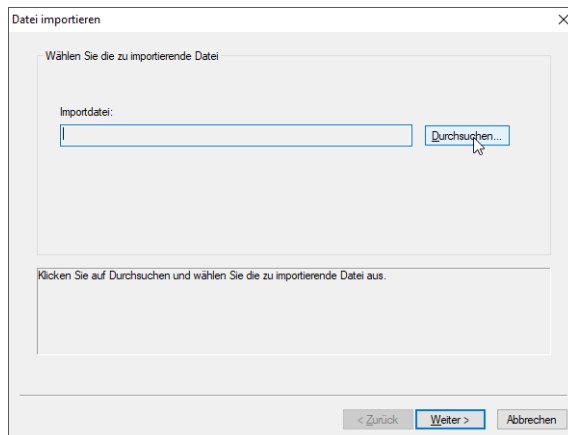 Datei importieren
Wählen Sie die zu importierende Datei
Importdatei:
Durchsuchen...
Klicken Sie auf Durchsuchen und wählen Sie die zu importierende Datei aus.
< Zurück Weiter > Abbrechen